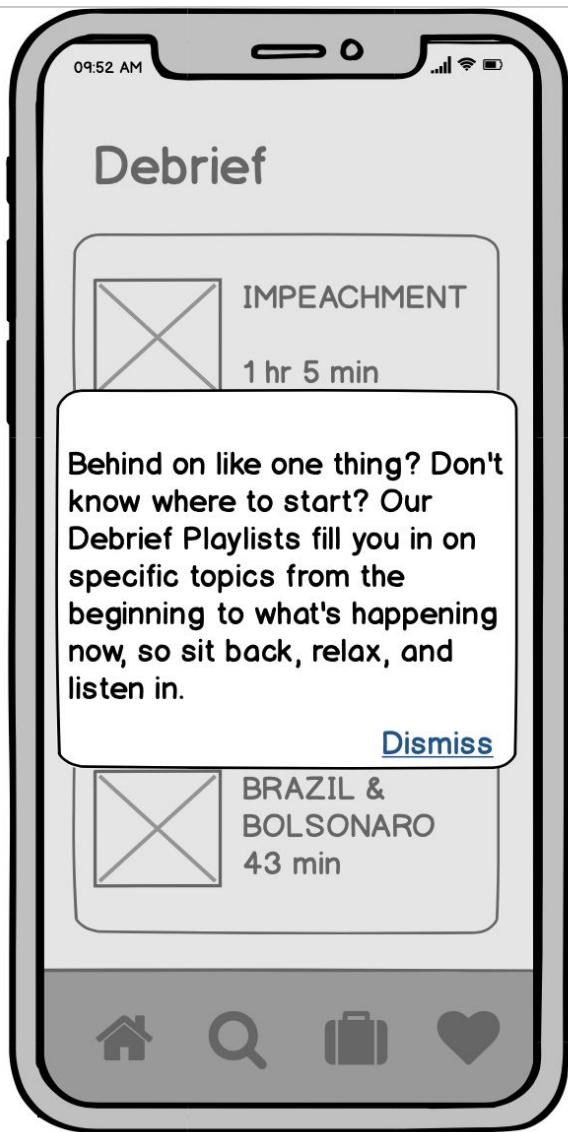 09:52 AM
Debrief
IMPEACHMENT
1 hr 5 min
Behind on like one thing? Don't
know where to start? Our
Debrief Playlists fill you in on
specific topics from the
beginning to what's happening
now, so sit back, relax, and
listen in.
Dismiss
BRAZIL &
BOLSONARO
43 min